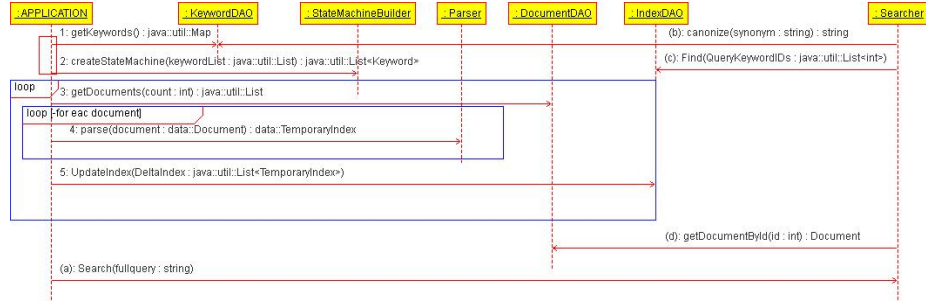 : APPLICATION
: KeywordDAO
: StateMachineBuilder
: Parser
: DocumentDAO
: IndexDAO
: Searcher
1: getKeywords() : java::util::Map
(b): canonize(synonym : string) : string
2: createStateMachine(keywordList : java::util::List) : java::util::List<Keyword>
(c): Find(QueryKeywordIDs : java::util::List<int>)
loop
3: getDocuments(count : int) : java::util::List
loop [-for eac document]
4: parse(document : data::Document) : data::TemporaryIndex
5: UpdateIndex(DeltaIndex : java::util::List<TemporaryIndex>)
(d): getDocumentById(id : int) : Document
(a): Search(fullquery : string)